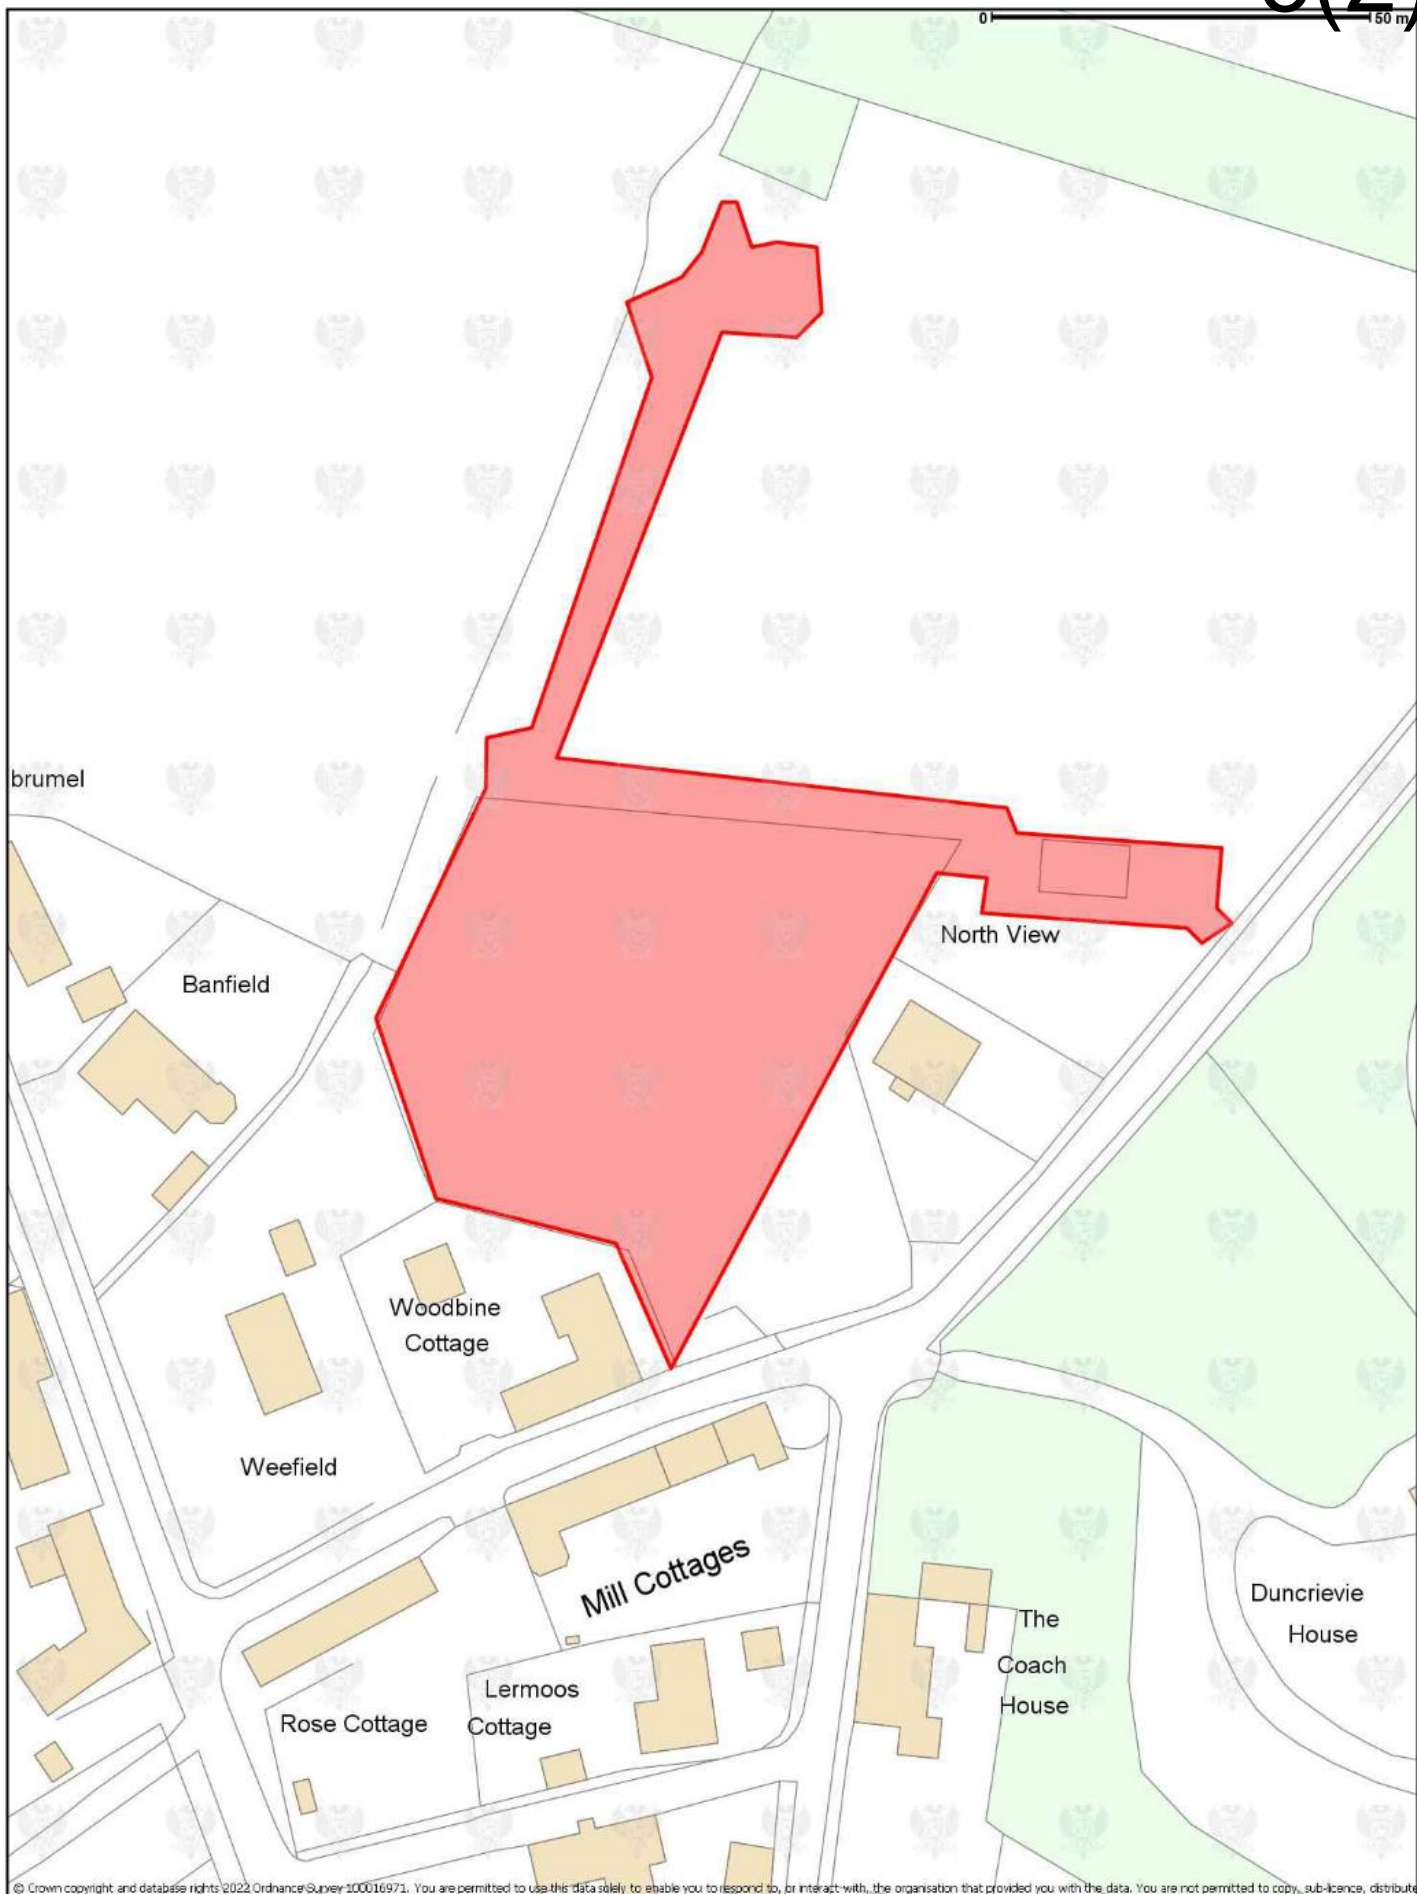 0 50 m
brumel
North View
Banfield
Woodbine
Cottage
Weefield
Mill Cottages
Duncrievie
House
The
Coach
House
Lermoos
Cottage
Rose Cottage
© Crown copyright and database rights 2022 Ordnance Survey 100016971. You are permitted to use this data solely to enable you to respond to, or interact with, the organisation that provided you with the data. You are not permitted to copy, sub-licence, distribute